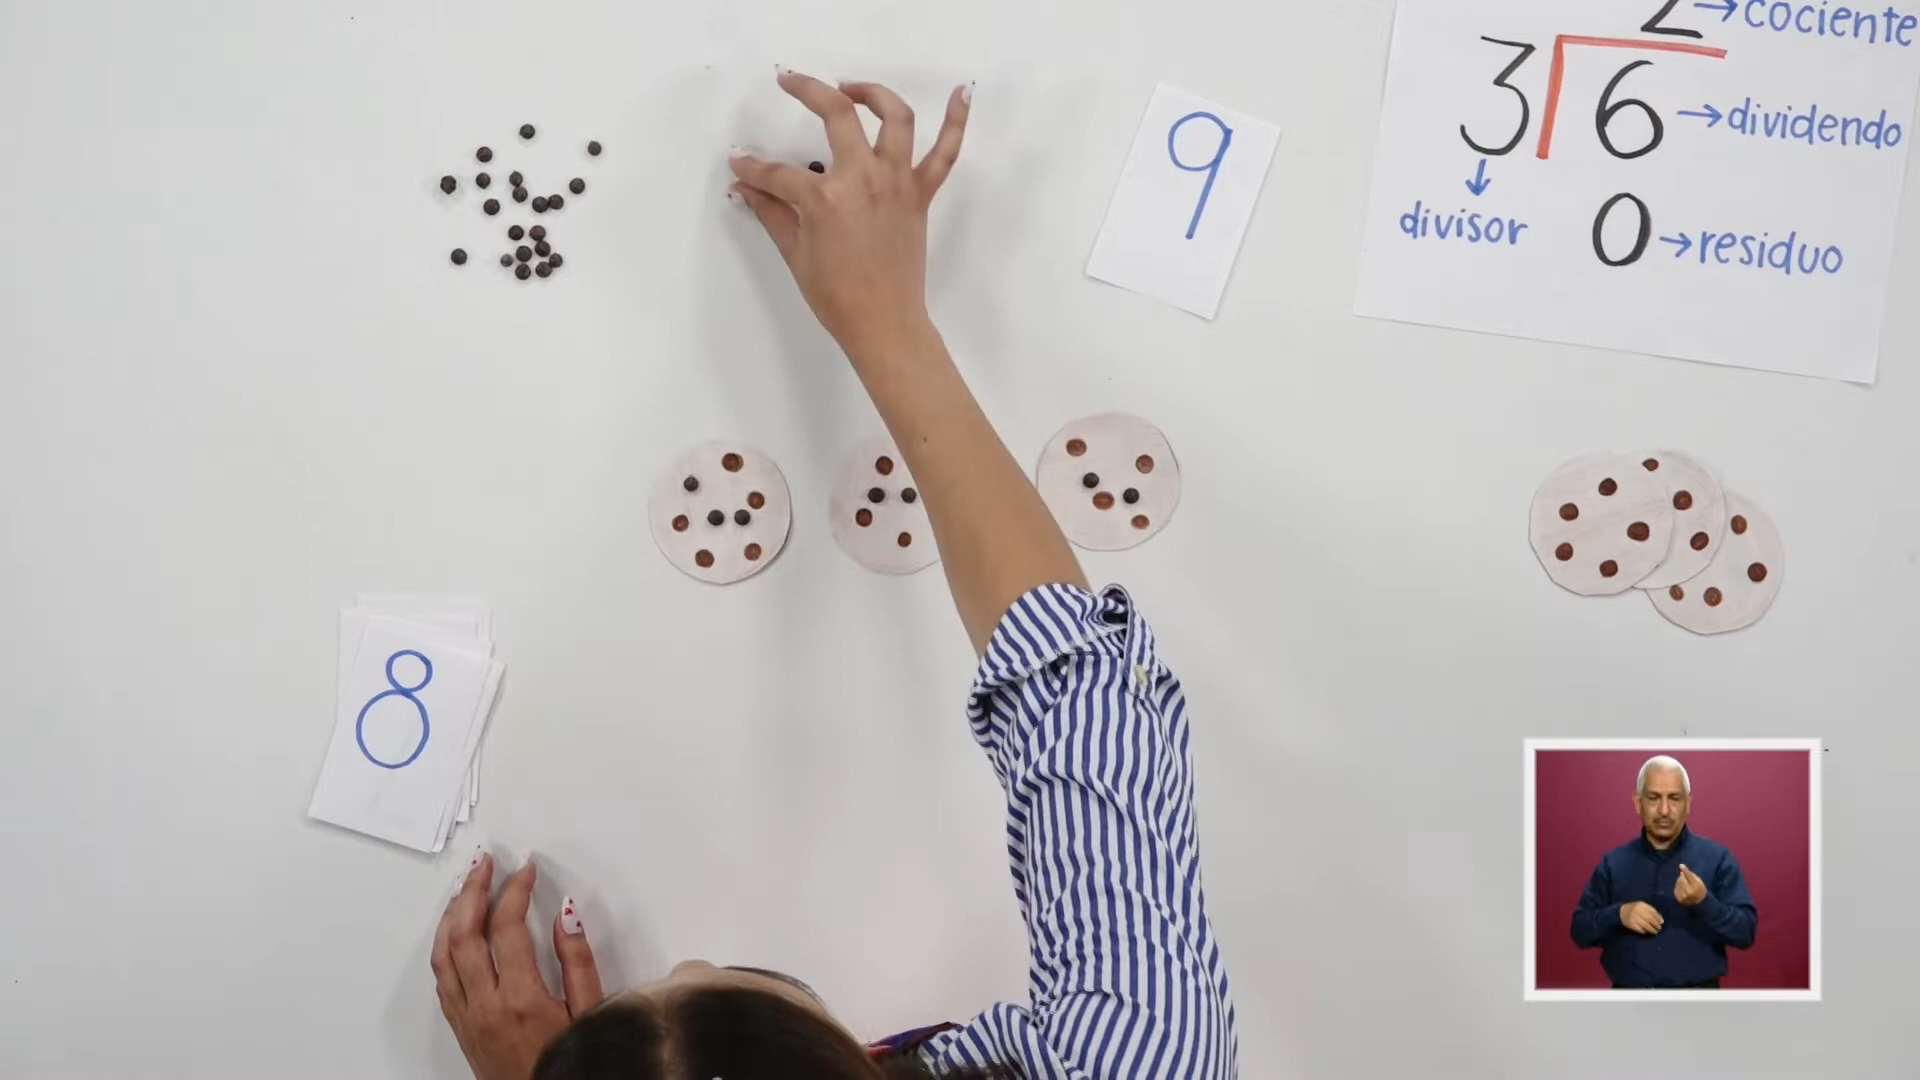 2 → cociente
3 6 → dividendo
divisor
0 → residuo
9
8